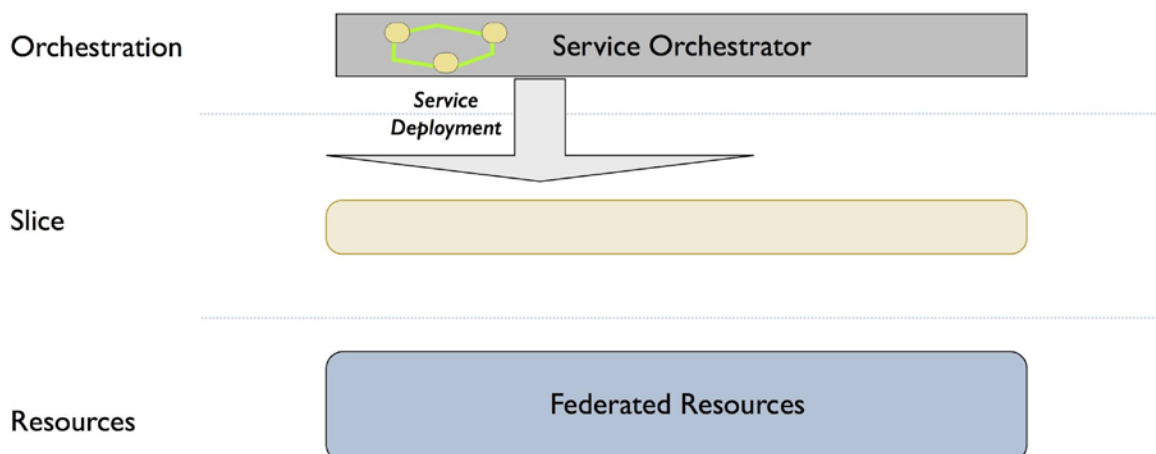 Orchestration
Service Orchestrator
Service
Deployment
Slice
Federated Resources
Resources